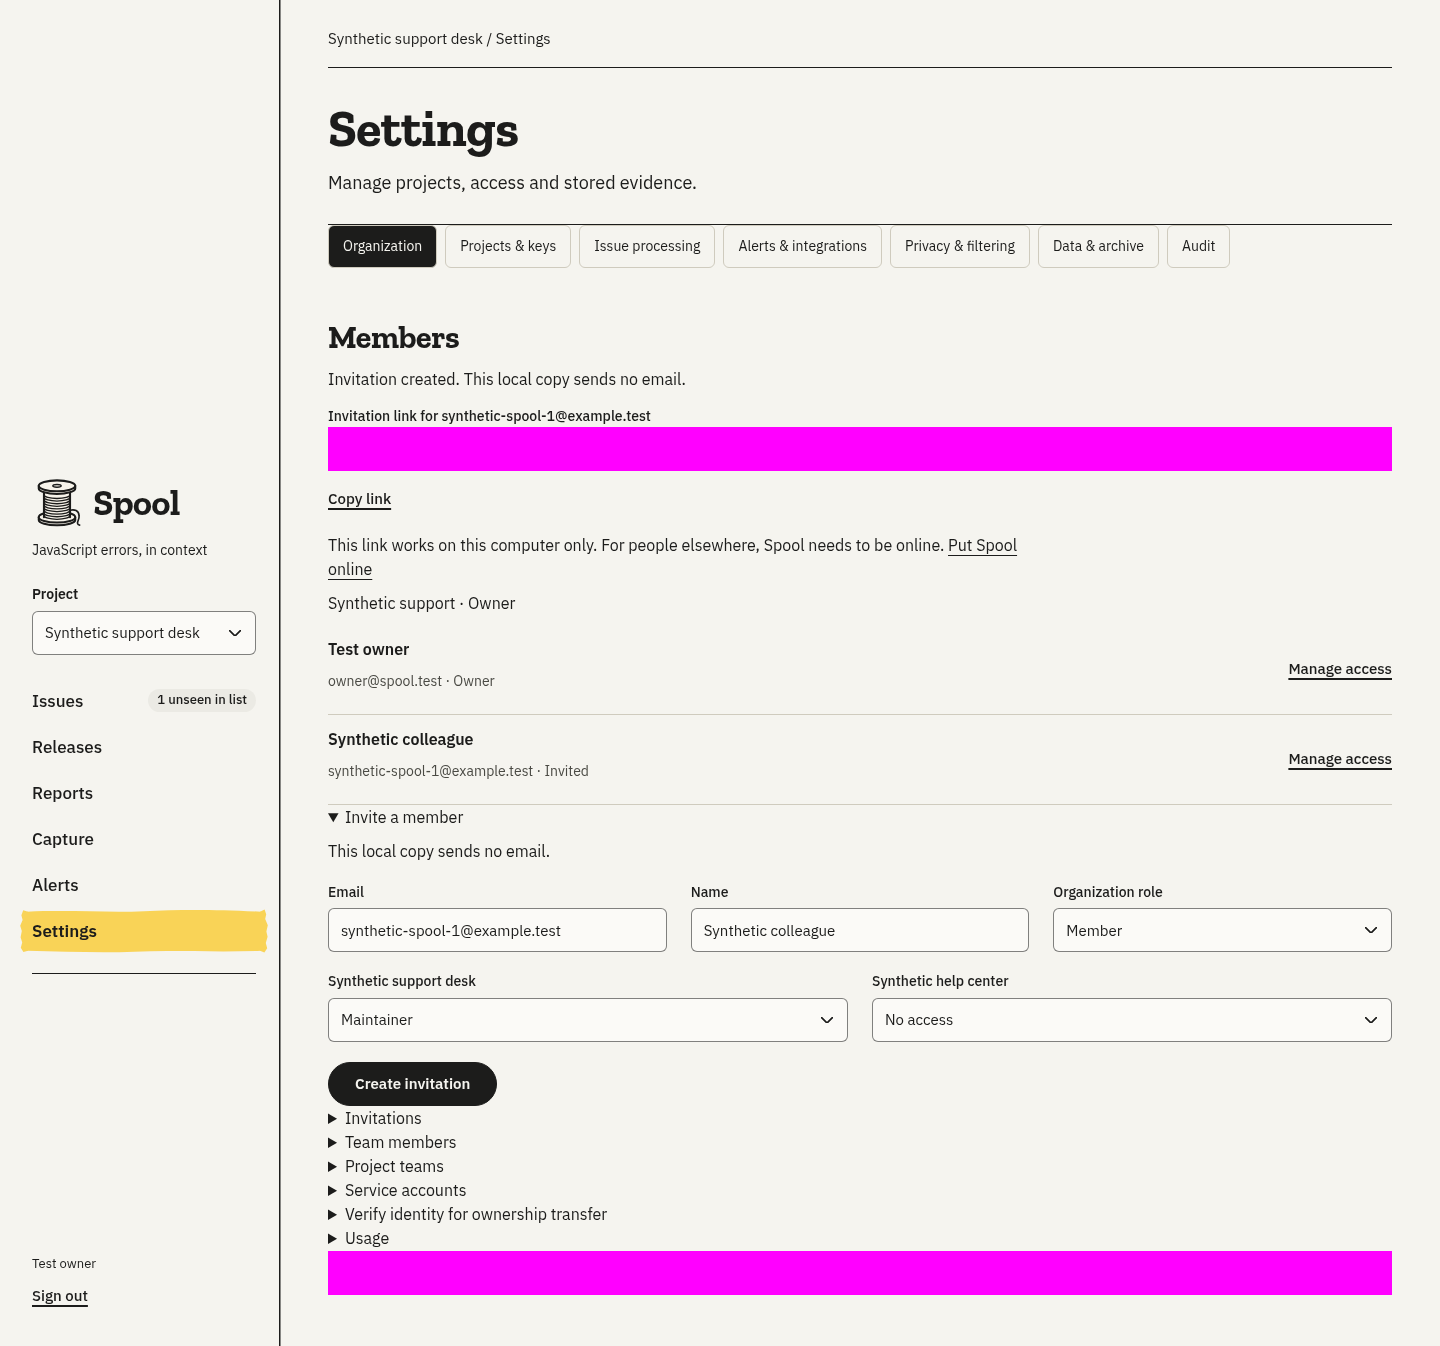 Spool
JavaScript errors, in context
Project
Synthetic support desk
Issues
1 unseen in list
Releases
Reports
Capture
Alerts
Settings
Test owner
Sign out
Synthetic support desk / Settings
Settings
Manage projects, access and stored evidence.
Organization
Projects & keys
Issue processing
Alerts & integrations
Privacy & filtering
Data & archive
Audit
Members
Invitation created. This local copy sends no email.
Invitation link for synthetic-spool-1@example.test
Copy link
This link works on this computer only. For people elsewhere, Spool needs to be online. Put Spool
online
Synthetic support · Owner
Test owner
owner@spool.test · Owner
Manage access
Synthetic colleague
synthetic-spool-1@example.test · Invited
Manage access
Invite a member
This local copy sends no email.
Email
Name
Organization role
synthetic-spool-1@example.test
Synthetic colleague
Member
Synthetic support desk
Synthetic help center
Maintainer
No access
Create invitation
Invitations
Team members
Project teams
Service accounts
Verify identity for ownership transfer
Usage